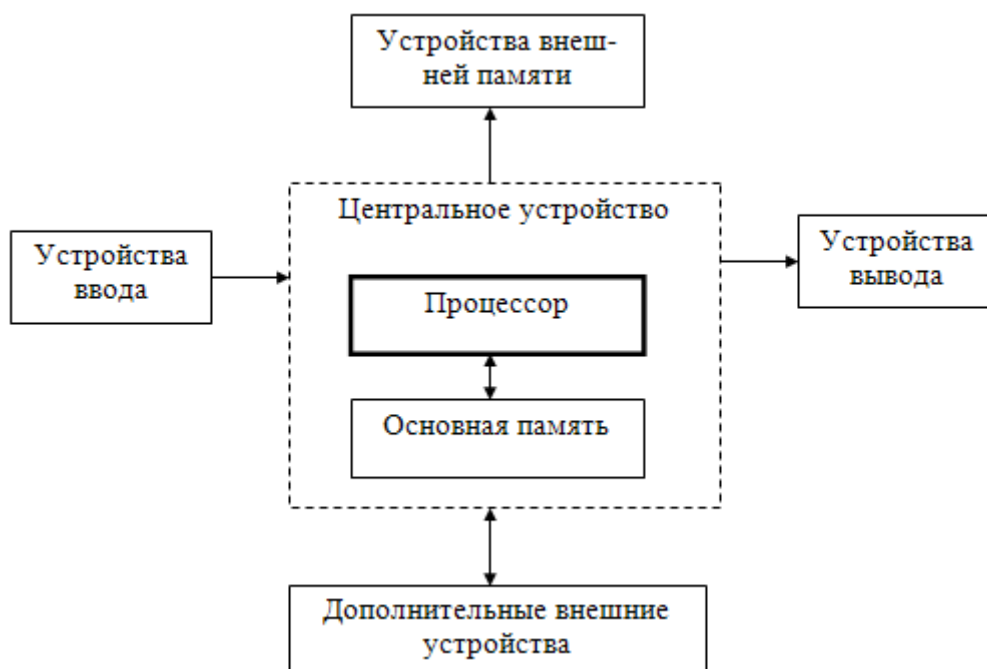 Устройства внеш-
ней памяти
Центральное устройство
Устройства
ввода
Устройства
вывода
Процессор
Основная память
Дополнительные внешние
устройства